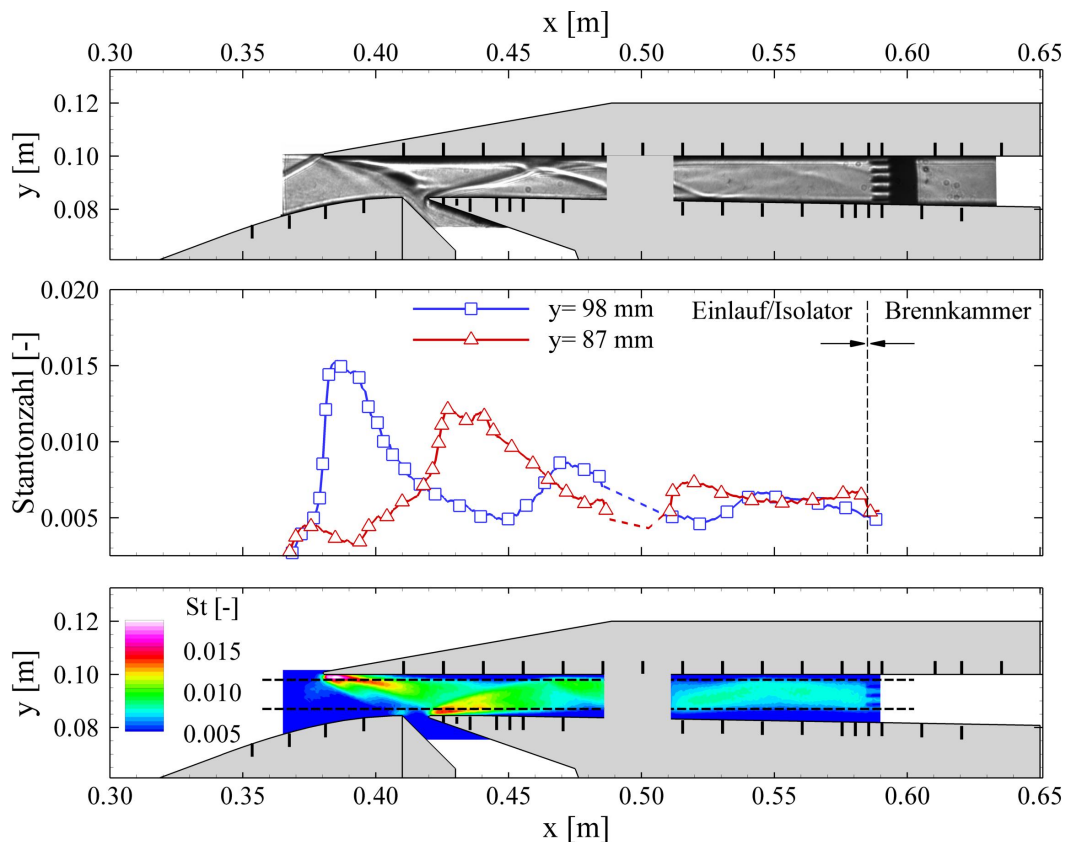 x [m]
0.30 0.35 0.40 0.45 0.50 0.55 0.60 0.65
y [m]
0.12
0.10
0.08
Stantonzahl [-]
0.020
0.015
0.010
0.005
y= 98 mm
y= 87 mm
Einlauf/Isolator Brennkammer
y [m]
0.12
0.10
0.08
St [-]
0.015
0.010
0.005
0.30 0.35 0.40 0.45 0.50 0.55 0.60 0.65
x [m]